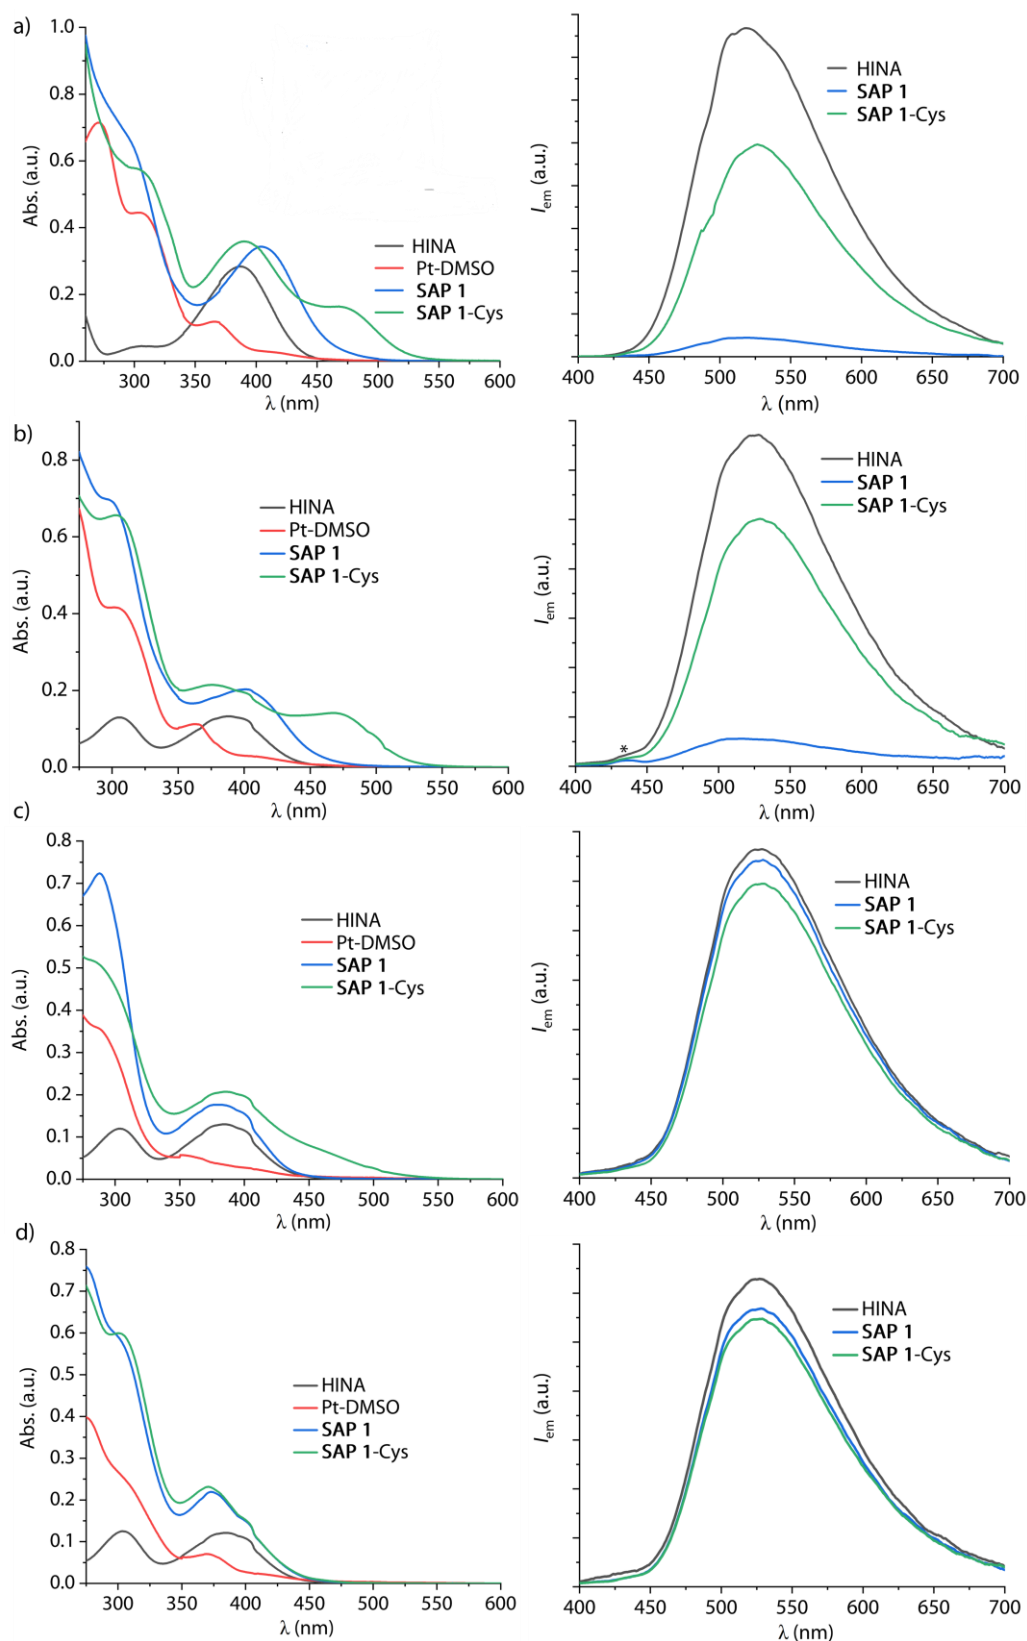 a)
Abs. (a.u.)
1.0
0.8
0.6
0.4
0.2
0.0
300 350 400 450 500 550 600
λ (nm)
HINA
Pt-DMSO
SAP 1
SAP 1-Cys
Iem (a.u.)
400 450 500 550 600 650 700
λ (nm)
HINA
SAP 1
SAP 1-Cys
b)
Abs. (a.u.)
0.8
0.6
0.4
0.2
0.0
300 350 400 450 500 550 600
λ (nm)
HINA
Pt-DMSO
SAP 1
SAP 1-Cys
Iem (a.u.)
*
400 450 500 550 600 650 700
λ (nm)
HINA
SAP 1
SAP 1-Cys
c)
Abs. (a.u.)
0.8
0.7
0.6
0.5
0.4
0.3
0.2
0.1
0.0
300 350 400 450 500 550 600
λ (nm)
HINA
Pt-DMSO
SAP 1
SAP 1-Cys
Iem (a.u.)
400 450 500 550 600 650 700
λ (nm)
HINA
SAP 1
SAP 1-Cys
d)
Abs. (a.u.)
0.8
0.7
0.6
0.5
0.4
0.3
0.2
0.1
0.0
300 350 400 450 500 550 600
λ (nm)
HINA
Pt-DMSO
SAP 1
SAP 1-Cys
Iem (a.u.)
400 450 500 550 600 650 700
λ (nm)
HINA
SAP 1
SAP 1-Cys